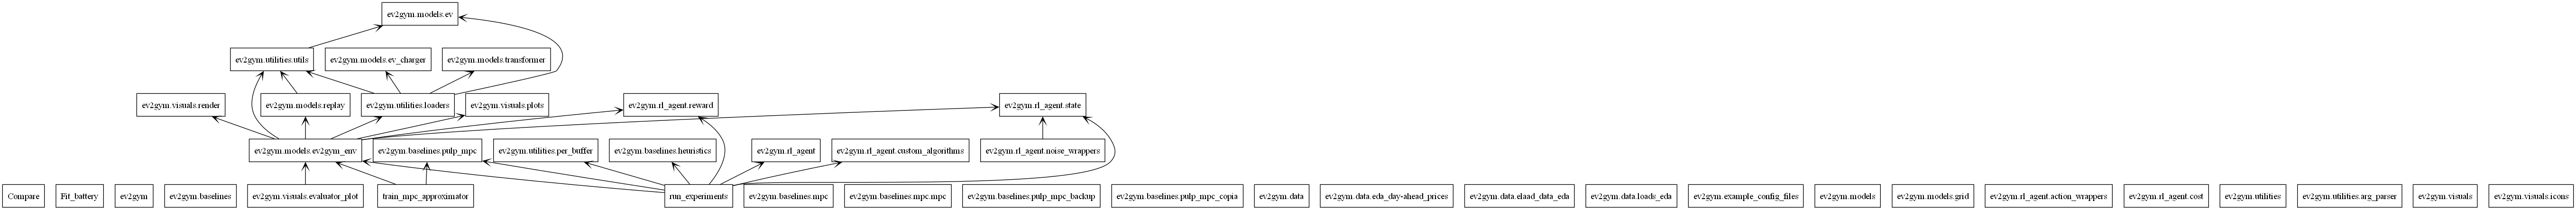 ev2gym.models.ev
ev2gym.utilities.utils
ev2gym.models.ev_charger
ev2gym.models.transformer
ev2gym.visuals.render
ev2gym.models.replay
ev2gym.utilities.loaders
ev2gym.visuals.plots
ev2gym.rl_agent.reward
ev2gym.rl_agent.state
ev2gym.models.ev2gym_env
ev2gym.baselines.pulp_mpc
ev2gym.utilities.per_buffer
ev2gym.baselines.heuristics
ev2gym.rl_agent
ev2gym.rl_agent.custom_algorithms
ev2gym.rl_agent.noise_wrappers
Compare
Fit_battery
ev2gym
ev2gym.baselines
ev2gym.visuals.evaluator_plot
train_mpc_approximator
run_experiments
ev2gym.baselines.mpc
ev2gym.baselines.mpc.mpc
ev2gym.baselines.pulp_mpc_backup
ev2gym.baselines.pulp_mpc_copia
ev2gym.data
ev2gym.data.eda_day-ahead_prices
ev2gym.data.elaad_data_eda
ev2gym.data.loads_eda
ev2gym.example_config_files
ev2gym.models
ev2gym.models.grid
ev2gym.rl_agent.action_wrappers
ev2gym.rl_agent.cost
ev2gym.utilities
ev2gym.utilities.arg_parser
ev2gym.visuals
ev2gym.visuals.icons